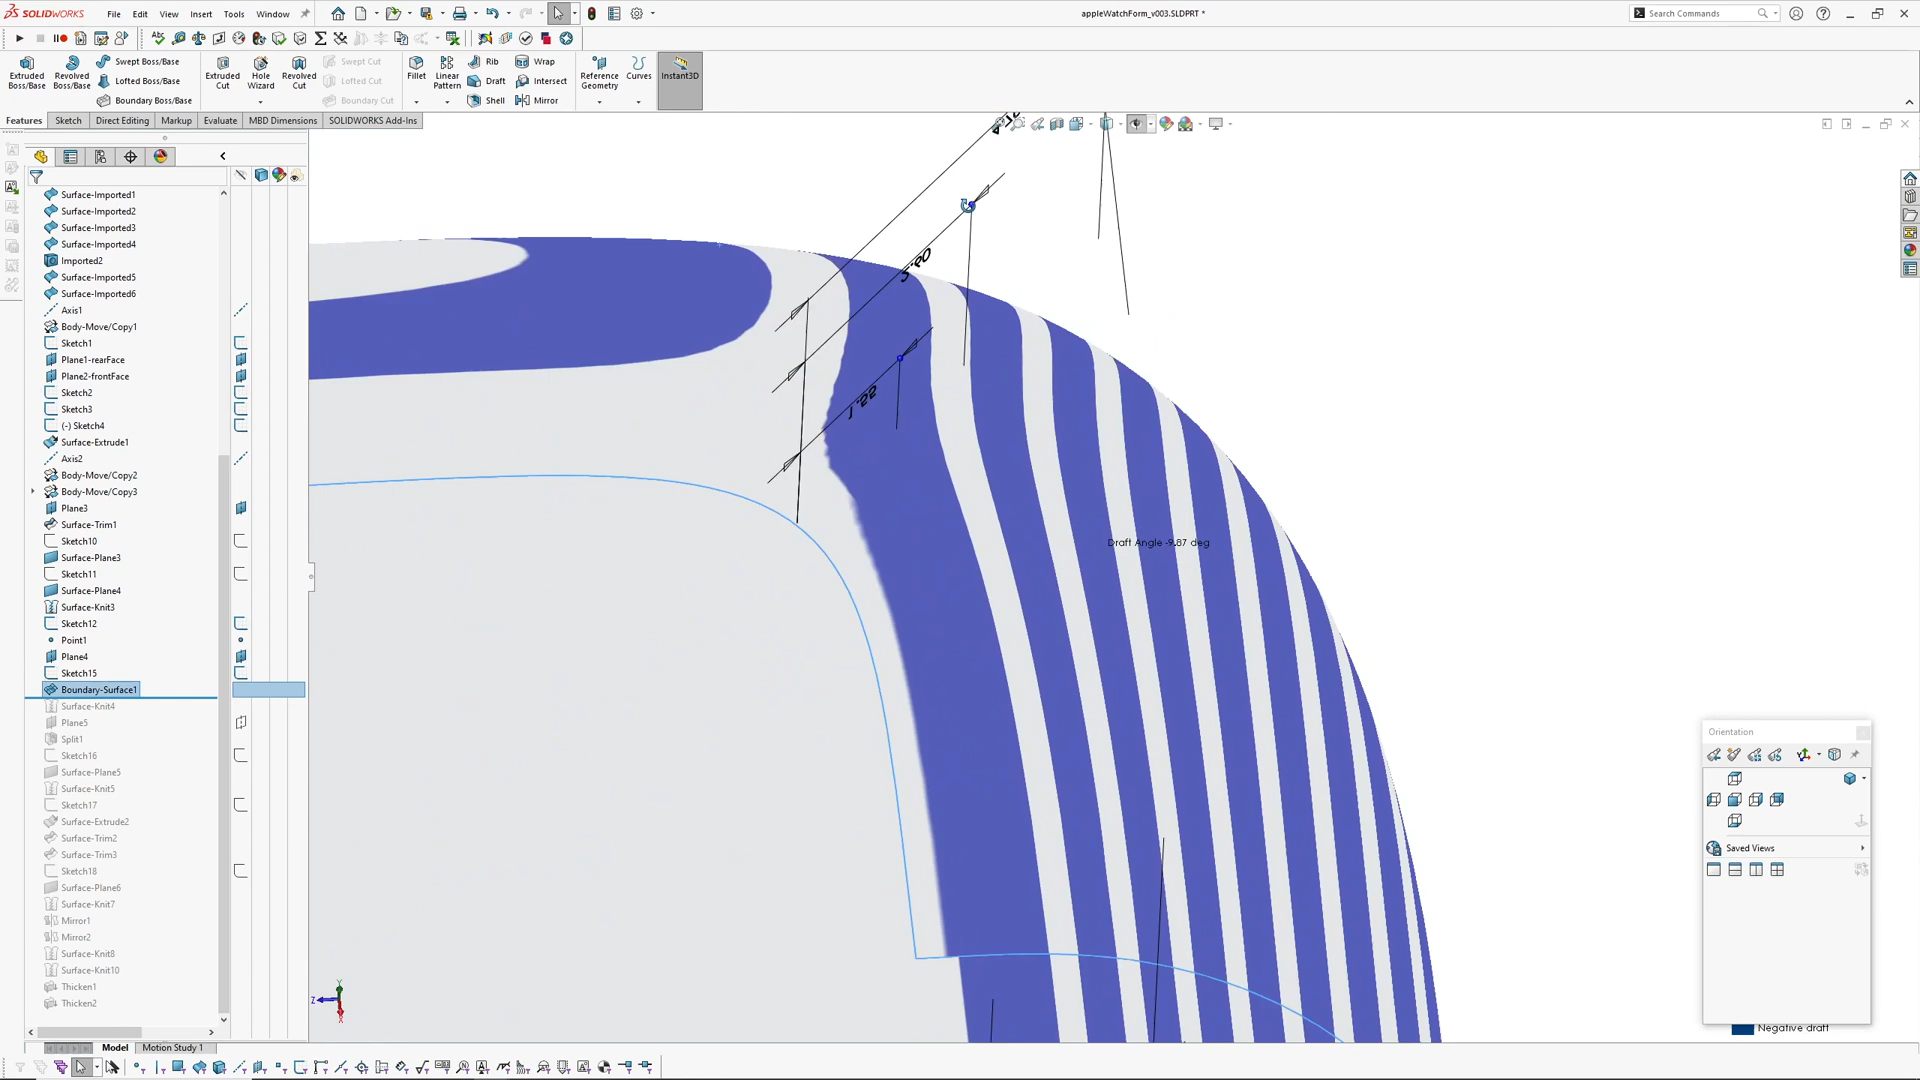 SOLIDWORKS
File Edit View Insert Tools Window
appleWatchForm_v003.SLDPRT *
Search Commands
Extruded Boss/Base
Revolved Boss/Base
Swept Boss/Base
Lofted Boss/Base
Boundary Boss/Base
Extruded Cut
Hole Wizard
Revolved Cut
Swept Cut
Lofted Cut
Boundary Cut
Fillet
Linear Pattern
Rib
Draft
Shell
Wrap
Intersect
Mirror
Reference Geometry
Curves
Instant3D
Features Sketch Direct Editing Markup Evaluate MBD Dimensions SOLIDWORKS Add-Ins
Surface-Imported1
Surface-Imported2
Surface-Imported3
Surface-Imported4
Imported2
Surface-Imported5
Surface-Imported6
Axis1
Body-Move/Copy1
Sketch1
Plane1-rearFace
Plane2-frontFace
Sketch2
Sketch3
(-) Sketch4
Surface-Extrude1
Axis2
Body-Move/Copy2
Body-Move/Copy3
Plane3
Surface-Trim1
Sketch10
Surface-Plane3
Sketch11
Surface-Plane4
Surface-Knit3
Sketch12
Point1
Plane4
Sketch15
Boundary-Surface1
Surface-Knit4
Plane5
Split1
Sketch16
Surface-Plane5
Surface-Knit5
Sketch17
Surface-Extrude2
Surface-Trim2
Surface-Trim3
Sketch18
Surface-Plane6
Surface-Knit7
Mirror1
Mirror2
Surface-Knit8
Surface-Knit10
Thicken1
Thicken2
1.22
Draft Angle -9.87 deg
Z
Y
X
Orientation
Saved Views
Negative draft
Model Motion Study 1